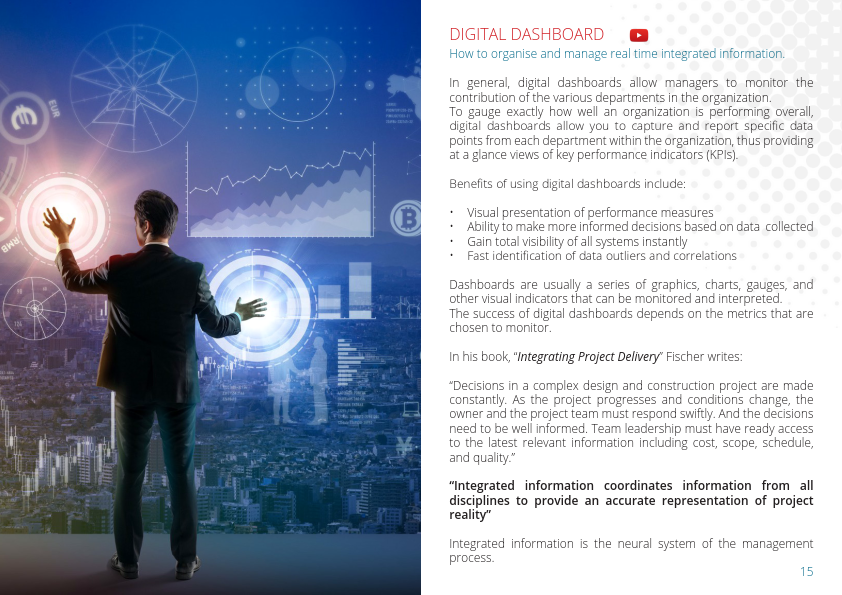 EUR
RMB
DIGITAL DASHBOARD
How to organise and manage real time integrated information.
In general, digital dashboards allow managers to monitor the
contribution of the various departments in the organization.
To gauge exactly how well an organization is performing overall,
digital dashboards allow you to capture and report specific data
points from each department within the organization, thus providing
at a glance views of key performance indicators (KPIs).
Benefits of using digital dashboards include:
• Visual presentation of performance measures
• Ability to make more informed decisions based on data collected
• Gain total visibility of all systems instantly
• Fast identification of data outliers and correlations
Dashboards are usually a series of graphics, charts, gauges, and
other visual indicators that can be monitored and interpreted.
The success of digital dashboards depends on the metrics that are
chosen to monitor.
In his book, “Integrating Project Delivery” Fischer writes:
“Decisions in a complex design and construction project are made
constantly. As the project progresses and conditions change, the
owner and the project team must respond swiftly. And the decisions
need to be well informed. Team leadership must have ready access
to the latest relevant information including cost, scope, schedule,
and quality.”
“Integrated information coordinates information from all
disciplines to provide an accurate representation of project
reality”
Integrated information is the neural system of the management
process.
15